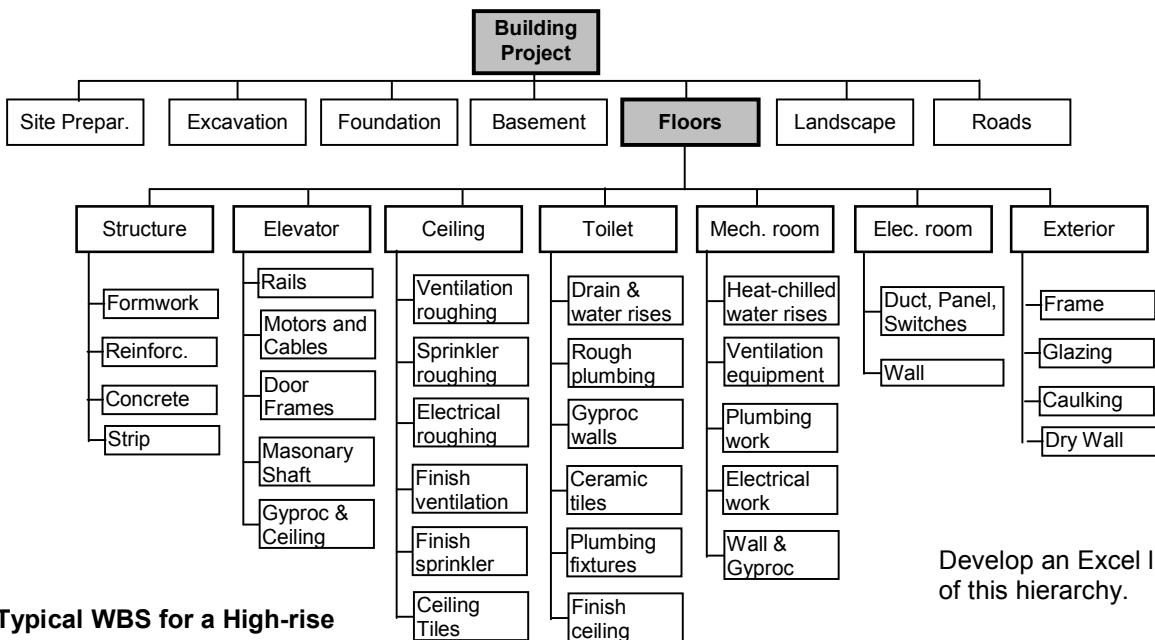 Building
Project
Site Prepar.
Excavation
Foundation
Basement
Floors
Landscape
Roads
Structure
Elevator
Ceiling
Toilet
Mech. room
Elec. room
Exterior
Formwork
Reinforc.
Concrete
Strip
Rails
Motors and
Cables
Door
Frames
Masonary
Shaft
Gyproc &
Ceiling
Ventilation
roughing
Sprinkler
roughing
Electrical
roughing
Finish
ventilation
Finish
sprinkler
Ceiling
Tiles
Drain &
water rises
Rough
plumbing
Gyproc
walls
Ceramic
tiles
Plumbing
fixtures
Finish
ceiling
Heat-chilled
water rises
Ventilation
equipment
Plumbing
work
Electrical
work
Wall &
Gyproc
Duct, Panel,
Switches
Wall
Frame
Glazing
Caulking
Dry Wall
Develop an Excel
of this hierarchy.
Typical WBS for a High-rise